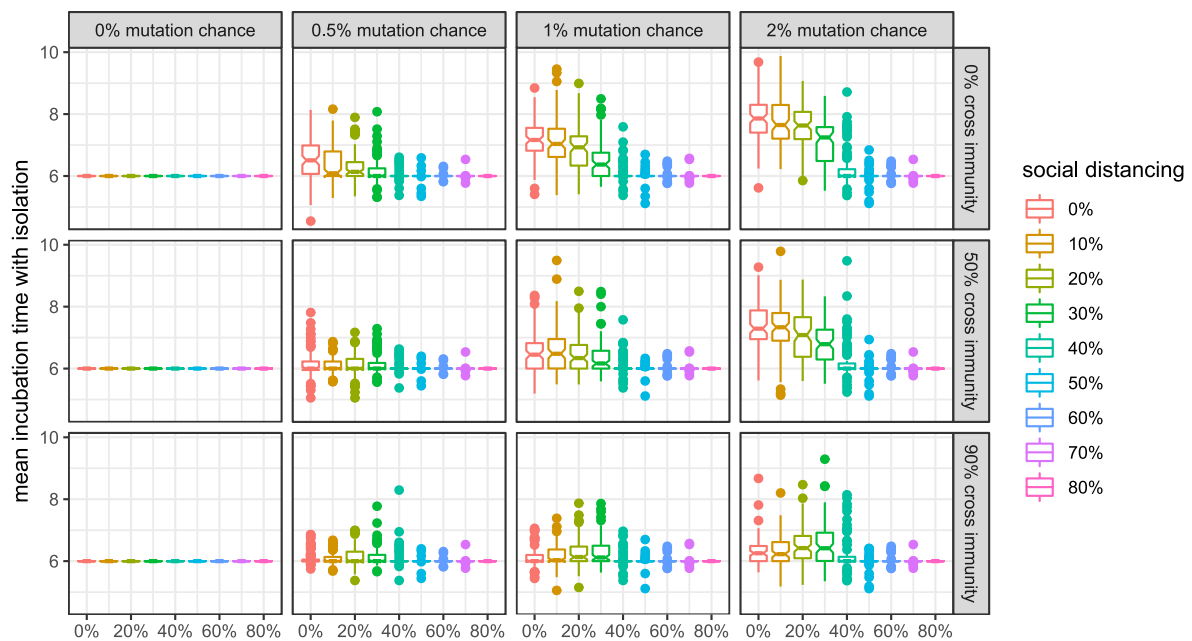 0% mutation chance
0.5% mutation chance
1% mutation chance
2% mutation chance
mean incubation time with isolation
10
8
6
0% cross immunity
10
8
6
50% cross immunity
10
8
6
90% cross immunity
0% 20% 40% 60% 80%
0% 20% 40% 60% 80%
0% 20% 40% 60% 80%
0% 20% 40% 60% 80%
social distancing
0%
10%
20%
30%
40%
50%
60%
70%
80%